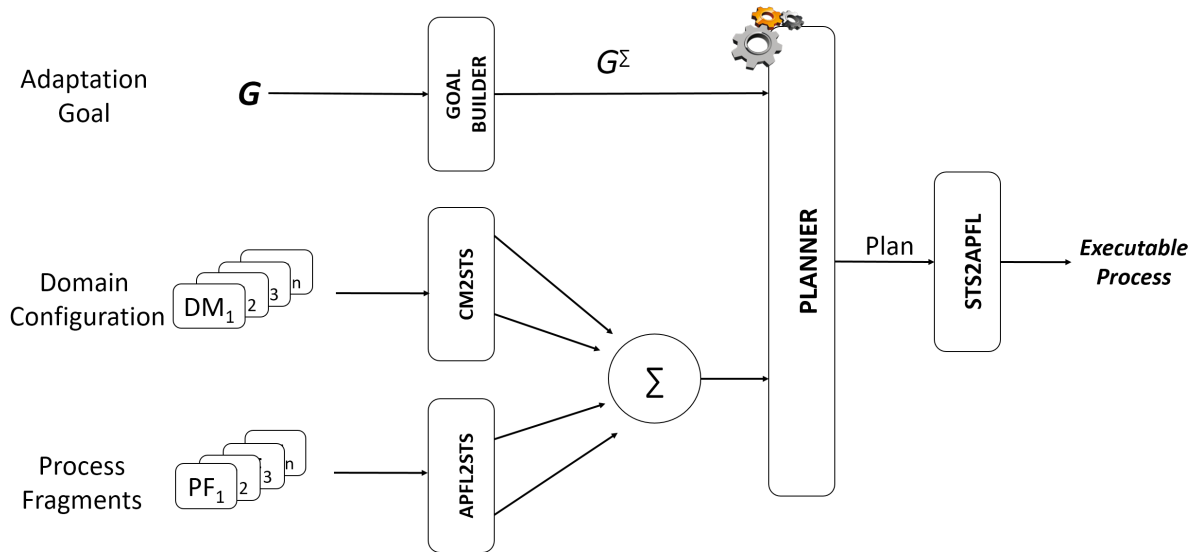 Adaptation
Goal
G
GOAL
BUILDER
G^Σ
PLANNER
Domain
Configuration
DM₁
2
3
n
CM2STS
Σ
Plan
STS2APFL
Executable
Process
Process
Fragments
PF₁
2
3
n
APFL2STS